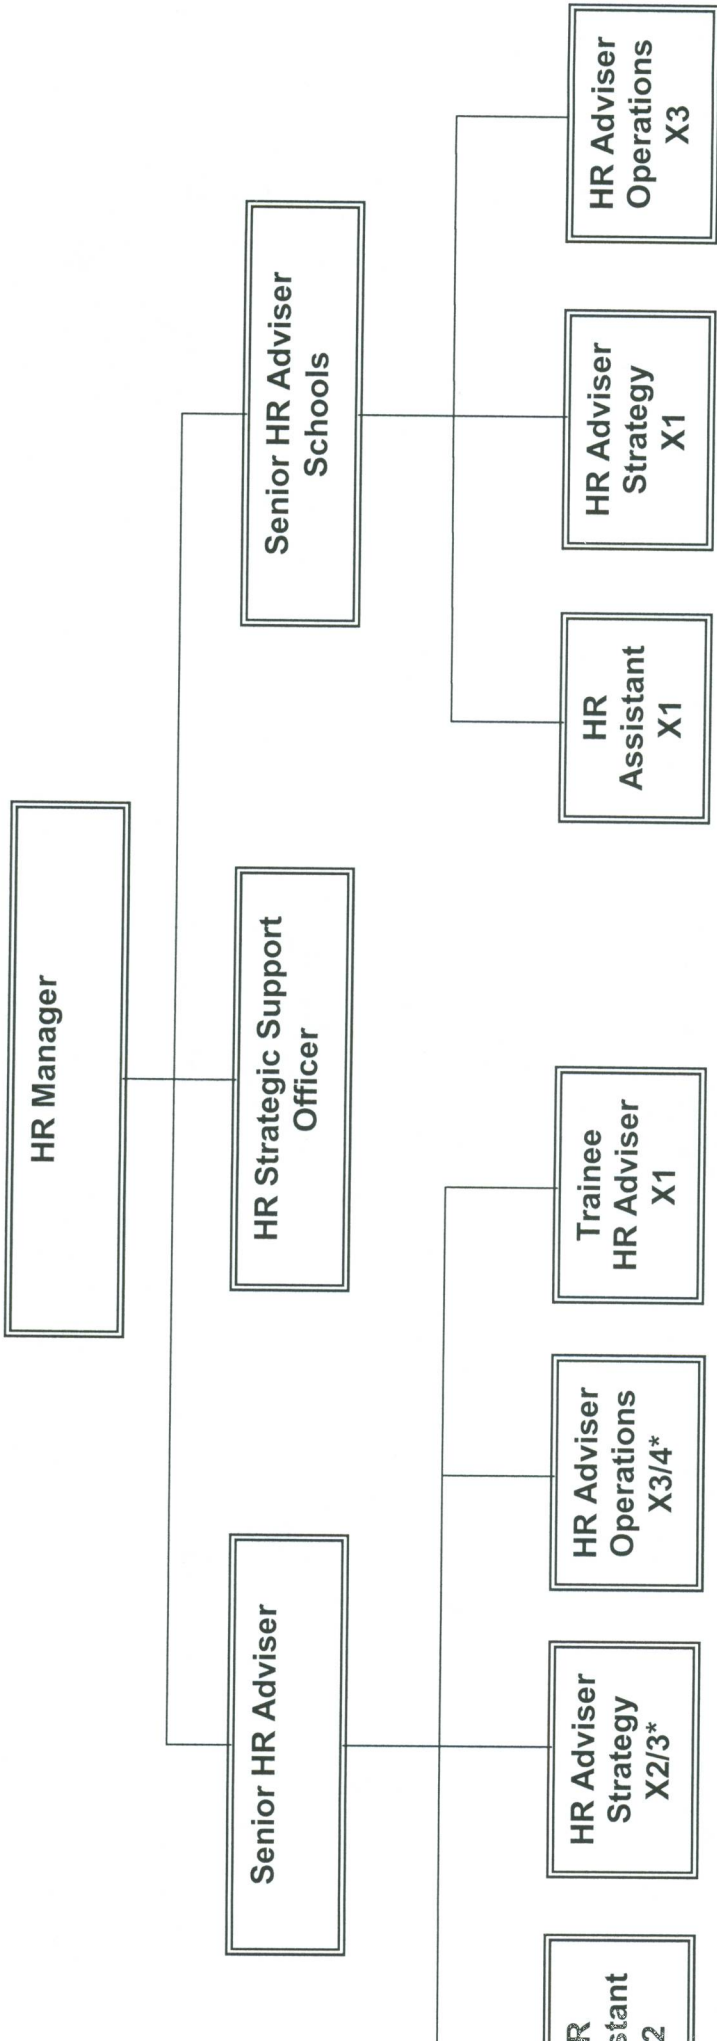 HR Manager
Senior HR Adviser
HR Strategic Support
Officer
Senior HR Adviser
Schools
HR Adviser
Strategy
X2/3*
HR Adviser
Operations
X3/4*
Trainee
HR Adviser
X1
HR
Assistant
X1
HR Adviser
Strategy
X1
HR Adviser
Operations
X3